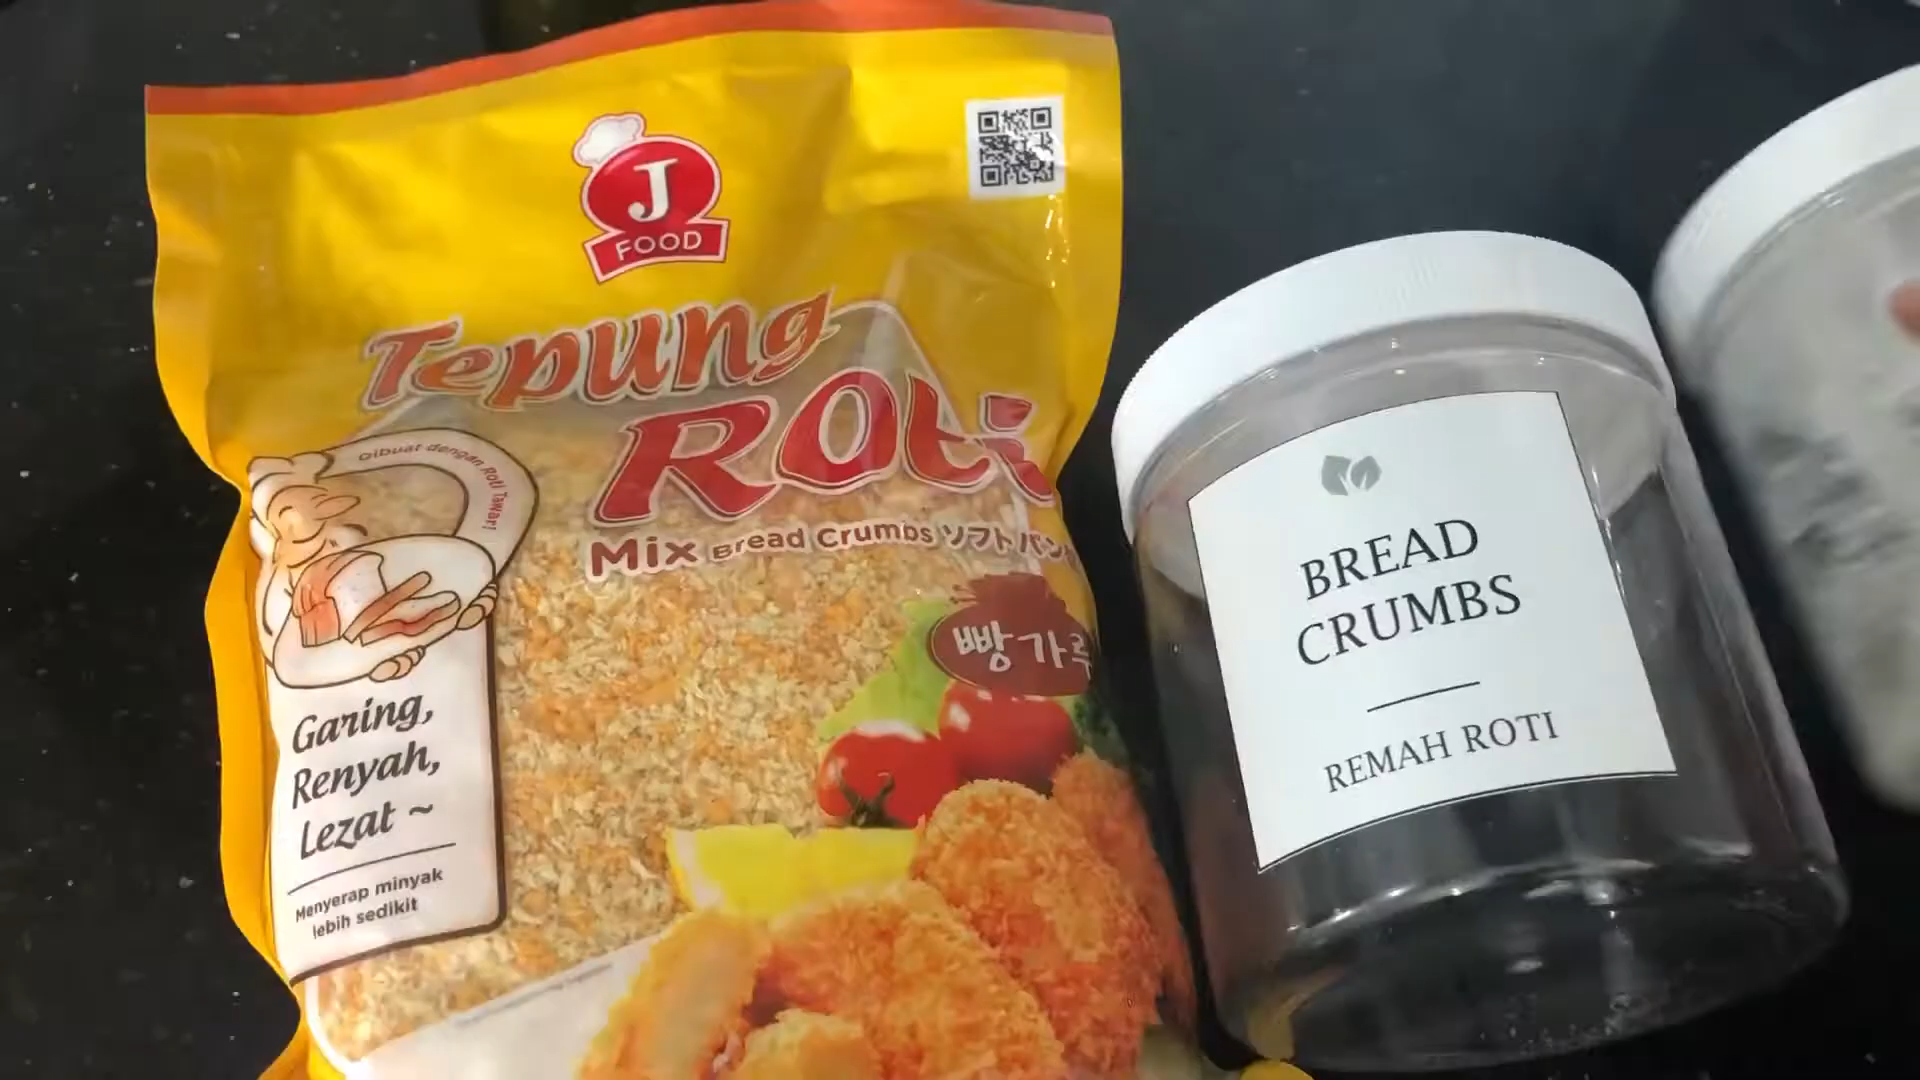 J
FOOD
Tepung
Roti
Mix Bread Crumbs ソフトパン
Dibuat dengan Roti Tawar!
빵가루
Garing,
Renyah,
Lezat ~
Menyerap minyak
lebih sedikit
BREAD
CRUMBS
REMAH ROTI